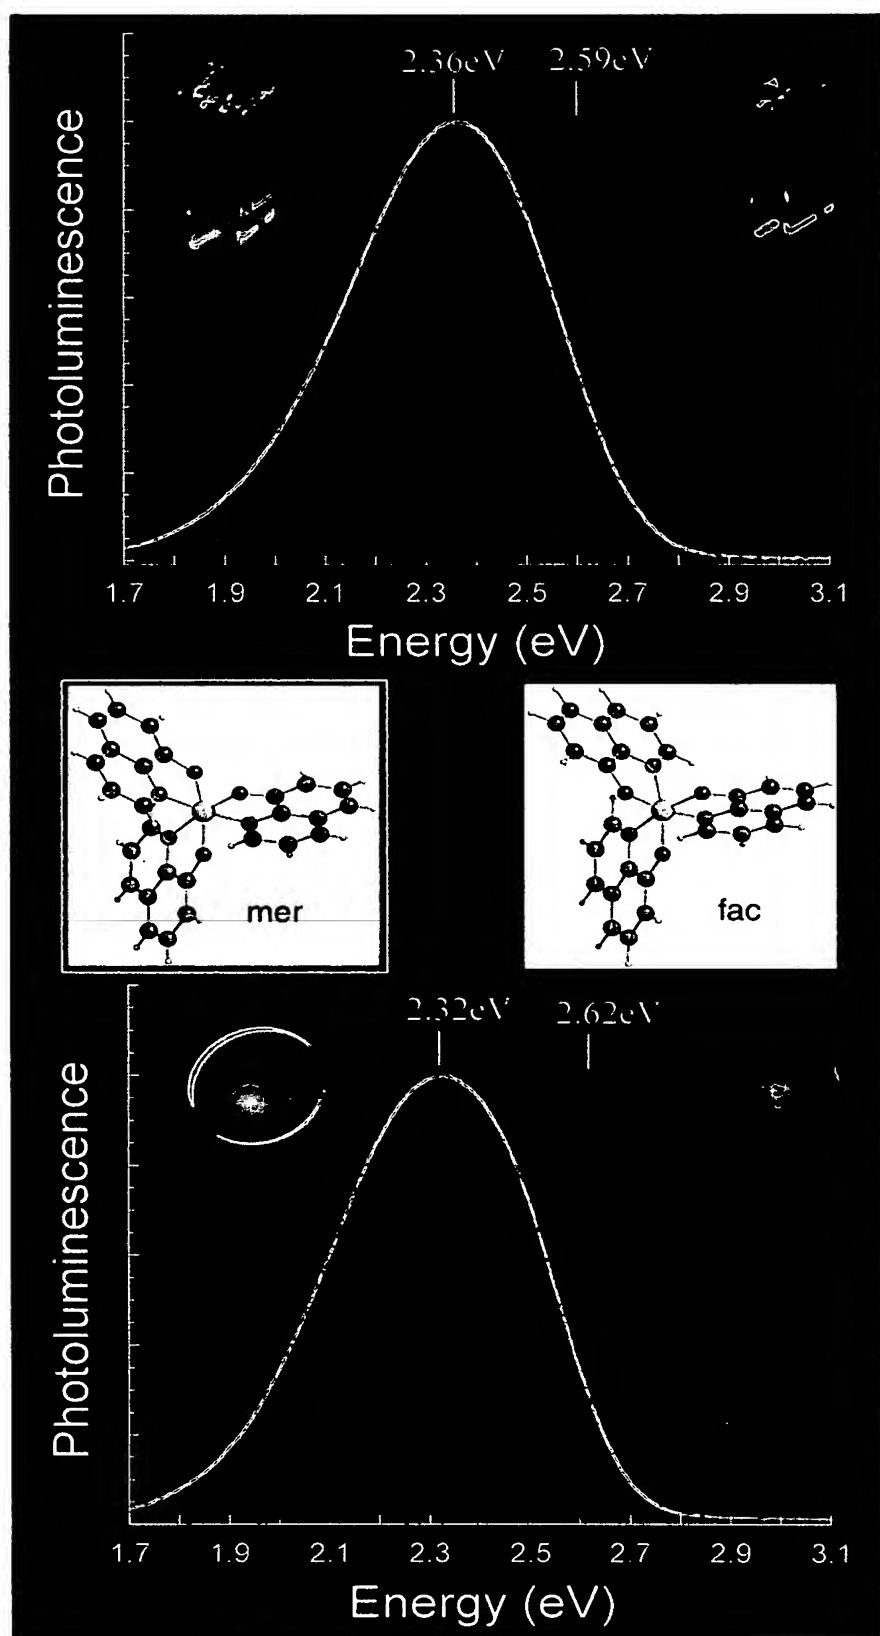 2.36eV 2.59eV
Photoluminescence
1.7 1.9 2.1 2.3 2.5 2.7 2.9 3.1
Energy (eV)
mer
fac
2.32eV 2.62eV
Photoluminescence
1.7 1.9 2.1 2.3 2.5 2.7 2.9 3.1
Energy (eV)